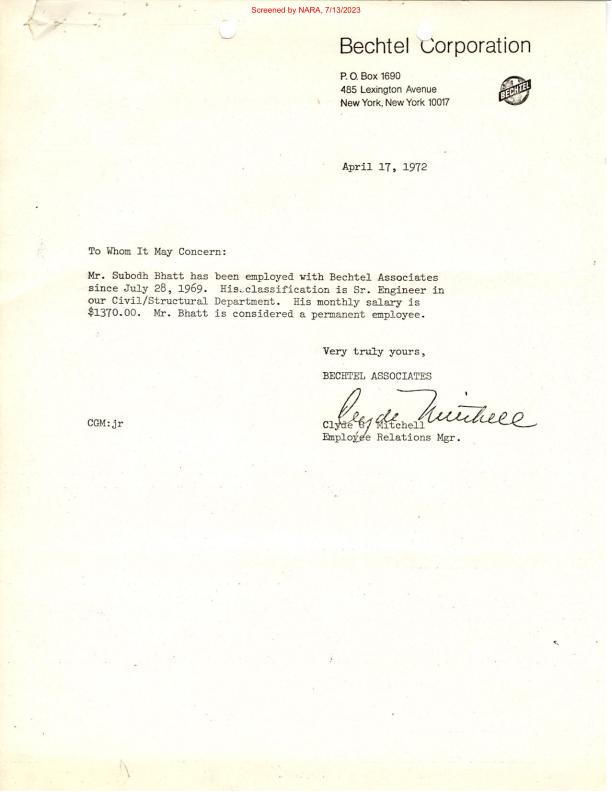 Screened by NARA, 7/13/2023
Bechtel Corporation
P. O. Box 1690
485 Lexington Avenue
New York, New York 10017
BECHTEL
April 17, 1972
To Whom It May Concern:
Mr. Subodh Bhatt has been employed with Bechtel Associates
since July 28, 1969. His classification is Sr. Engineer in
our Civil/Structural Department. His monthly salary is
$1370.00. Mr. Bhatt is considered a permanent employee.
Very truly yours,
BECHTEL ASSOCIATES
Clyde Mitchell
CGM:jr
Clyde G. Mitchell
Employee Relations Mgr.